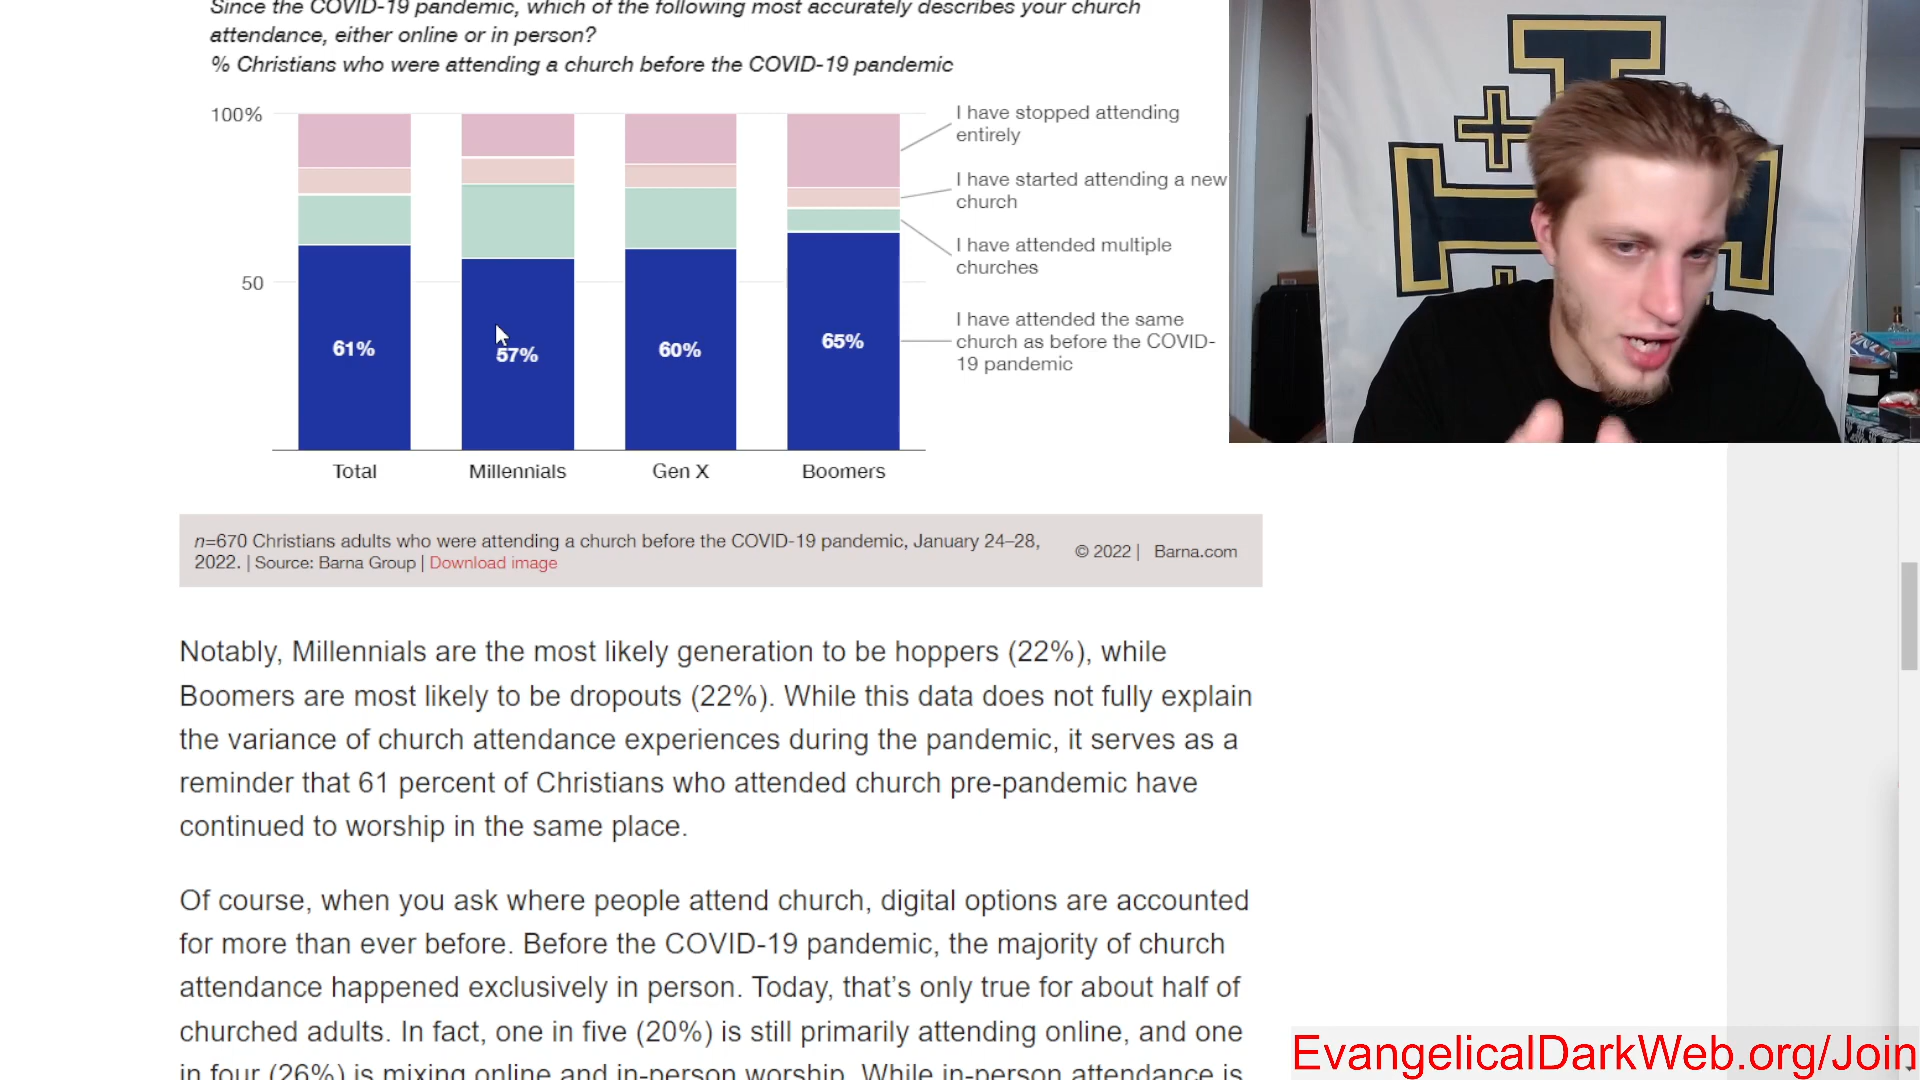 Since the COVID-19 pandemic, which of the following most accurately describes your church
attendance, either online or in person?
% Christians who were attending a church before the COVID-19 pandemic
100%
50
I have stopped attending
entirely
I have started attending a new
church
I have attended multiple
churches
I have attended the same
church as before the COVID-
19 pandemic
61%
57%
60%
65%
Total
Millennials
Gen X
Boomers
n=670 Christians adults who were attending a church before the COVID-19 pandemic, January 24–28,
2022. | Source: Barna Group | Download image
© 2022 | Barna.com
Notably, Millennials are the most likely generation to be hoppers (22%), while
Boomers are most likely to be dropouts (22%). While this data does not fully explain
the variance of church attendance experiences during the pandemic, it serves as a
reminder that 61 percent of Christians who attended church pre-pandemic have
continued to worship in the same place.
Of course, when you ask where people attend church, digital options are accounted
for more than ever before. Before the COVID-19 pandemic, the majority of church
attendance happened exclusively in person. Today, that's only true for about half of
churched adults. In fact, one in five (20%) is still primarily attending online, and one
in four (26%) is mixing online and in-person worship. While in-person attendance is
EvangelicalDarkWeb.org/Join